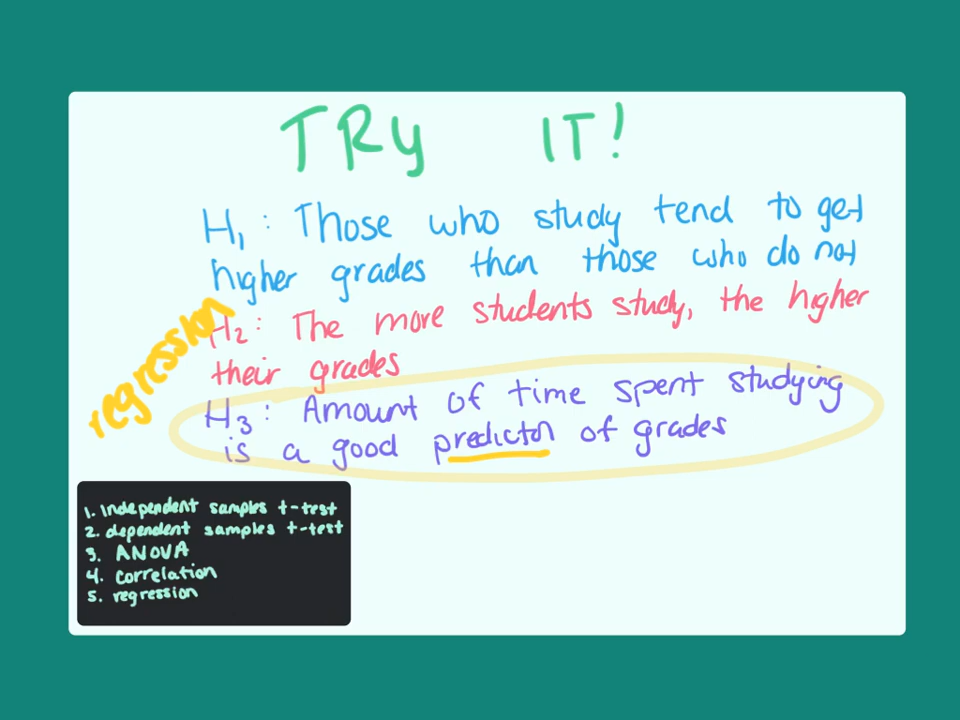 TRY IT!
H₁: Those who study tend to get
higher grades than those who do not
regression
H₂: The more students study, the higher
their grades
H₃: Amount of time spent studying
is a good predictor of grades
1. independent samples t-test
2. dependent samples t-test
3. ANOVA
4. correlation
5. regression